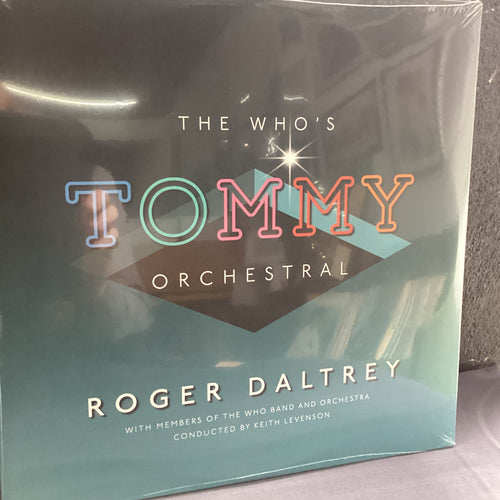 THE WHO'S
TOMMY
ORCHESTRAL
ROGER DALTREY
WITH MEMBERS OF THE WHO BAND AND ORCHESTRA
CONDUCTED BY KEITH LEVENSON